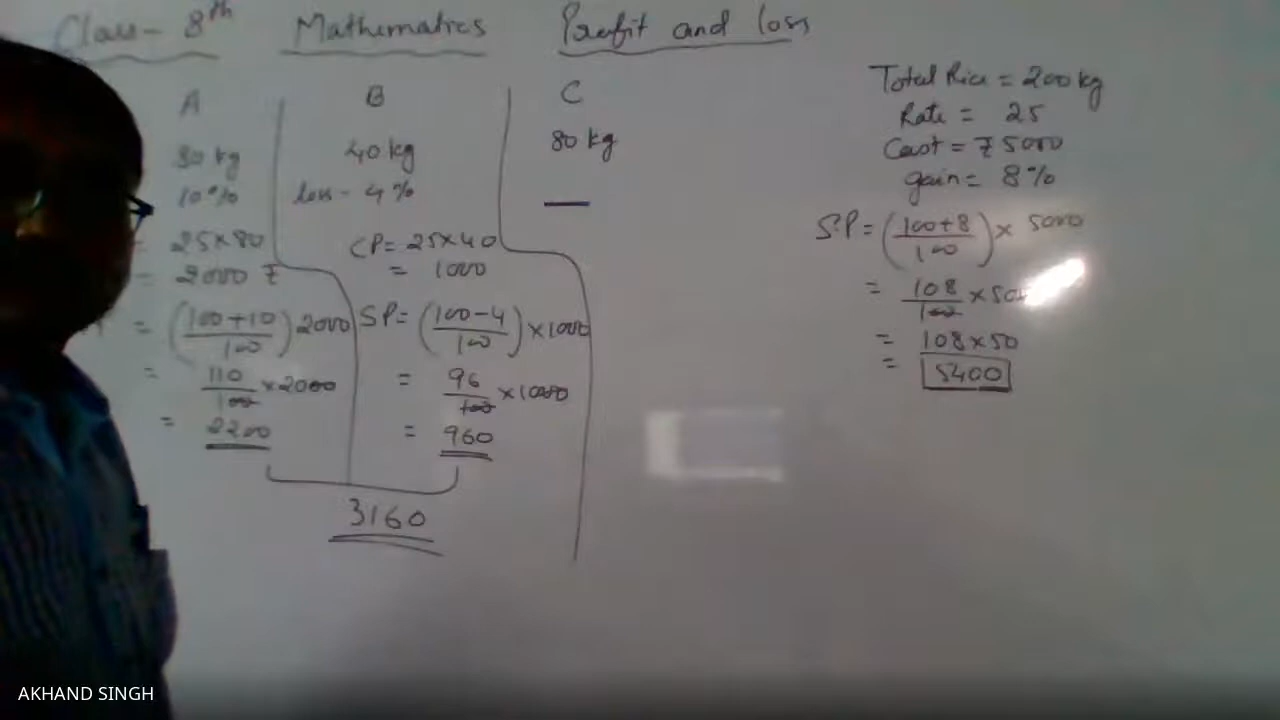 Class - 8th Mathematics Profit and loss
A
80 kg
10%
= 25×80
= 2000 ₹
= (100+10/100) 2000
= 110/100 ×2000
= 2200
B
40 kg
loss - 4%
CP = 25×40
= 1000
SP = (100-4/100) ×1000
= 96/100 ×1000
= 960
3160
C
80 kg
Total Rice = 200 kg
Rate = 25
Cost = ₹ 5000
gain = 8%
SP = (100+8/100) × 5000
= 108/100 ×50
= 108×50
= 5400
AKHAND SINGH